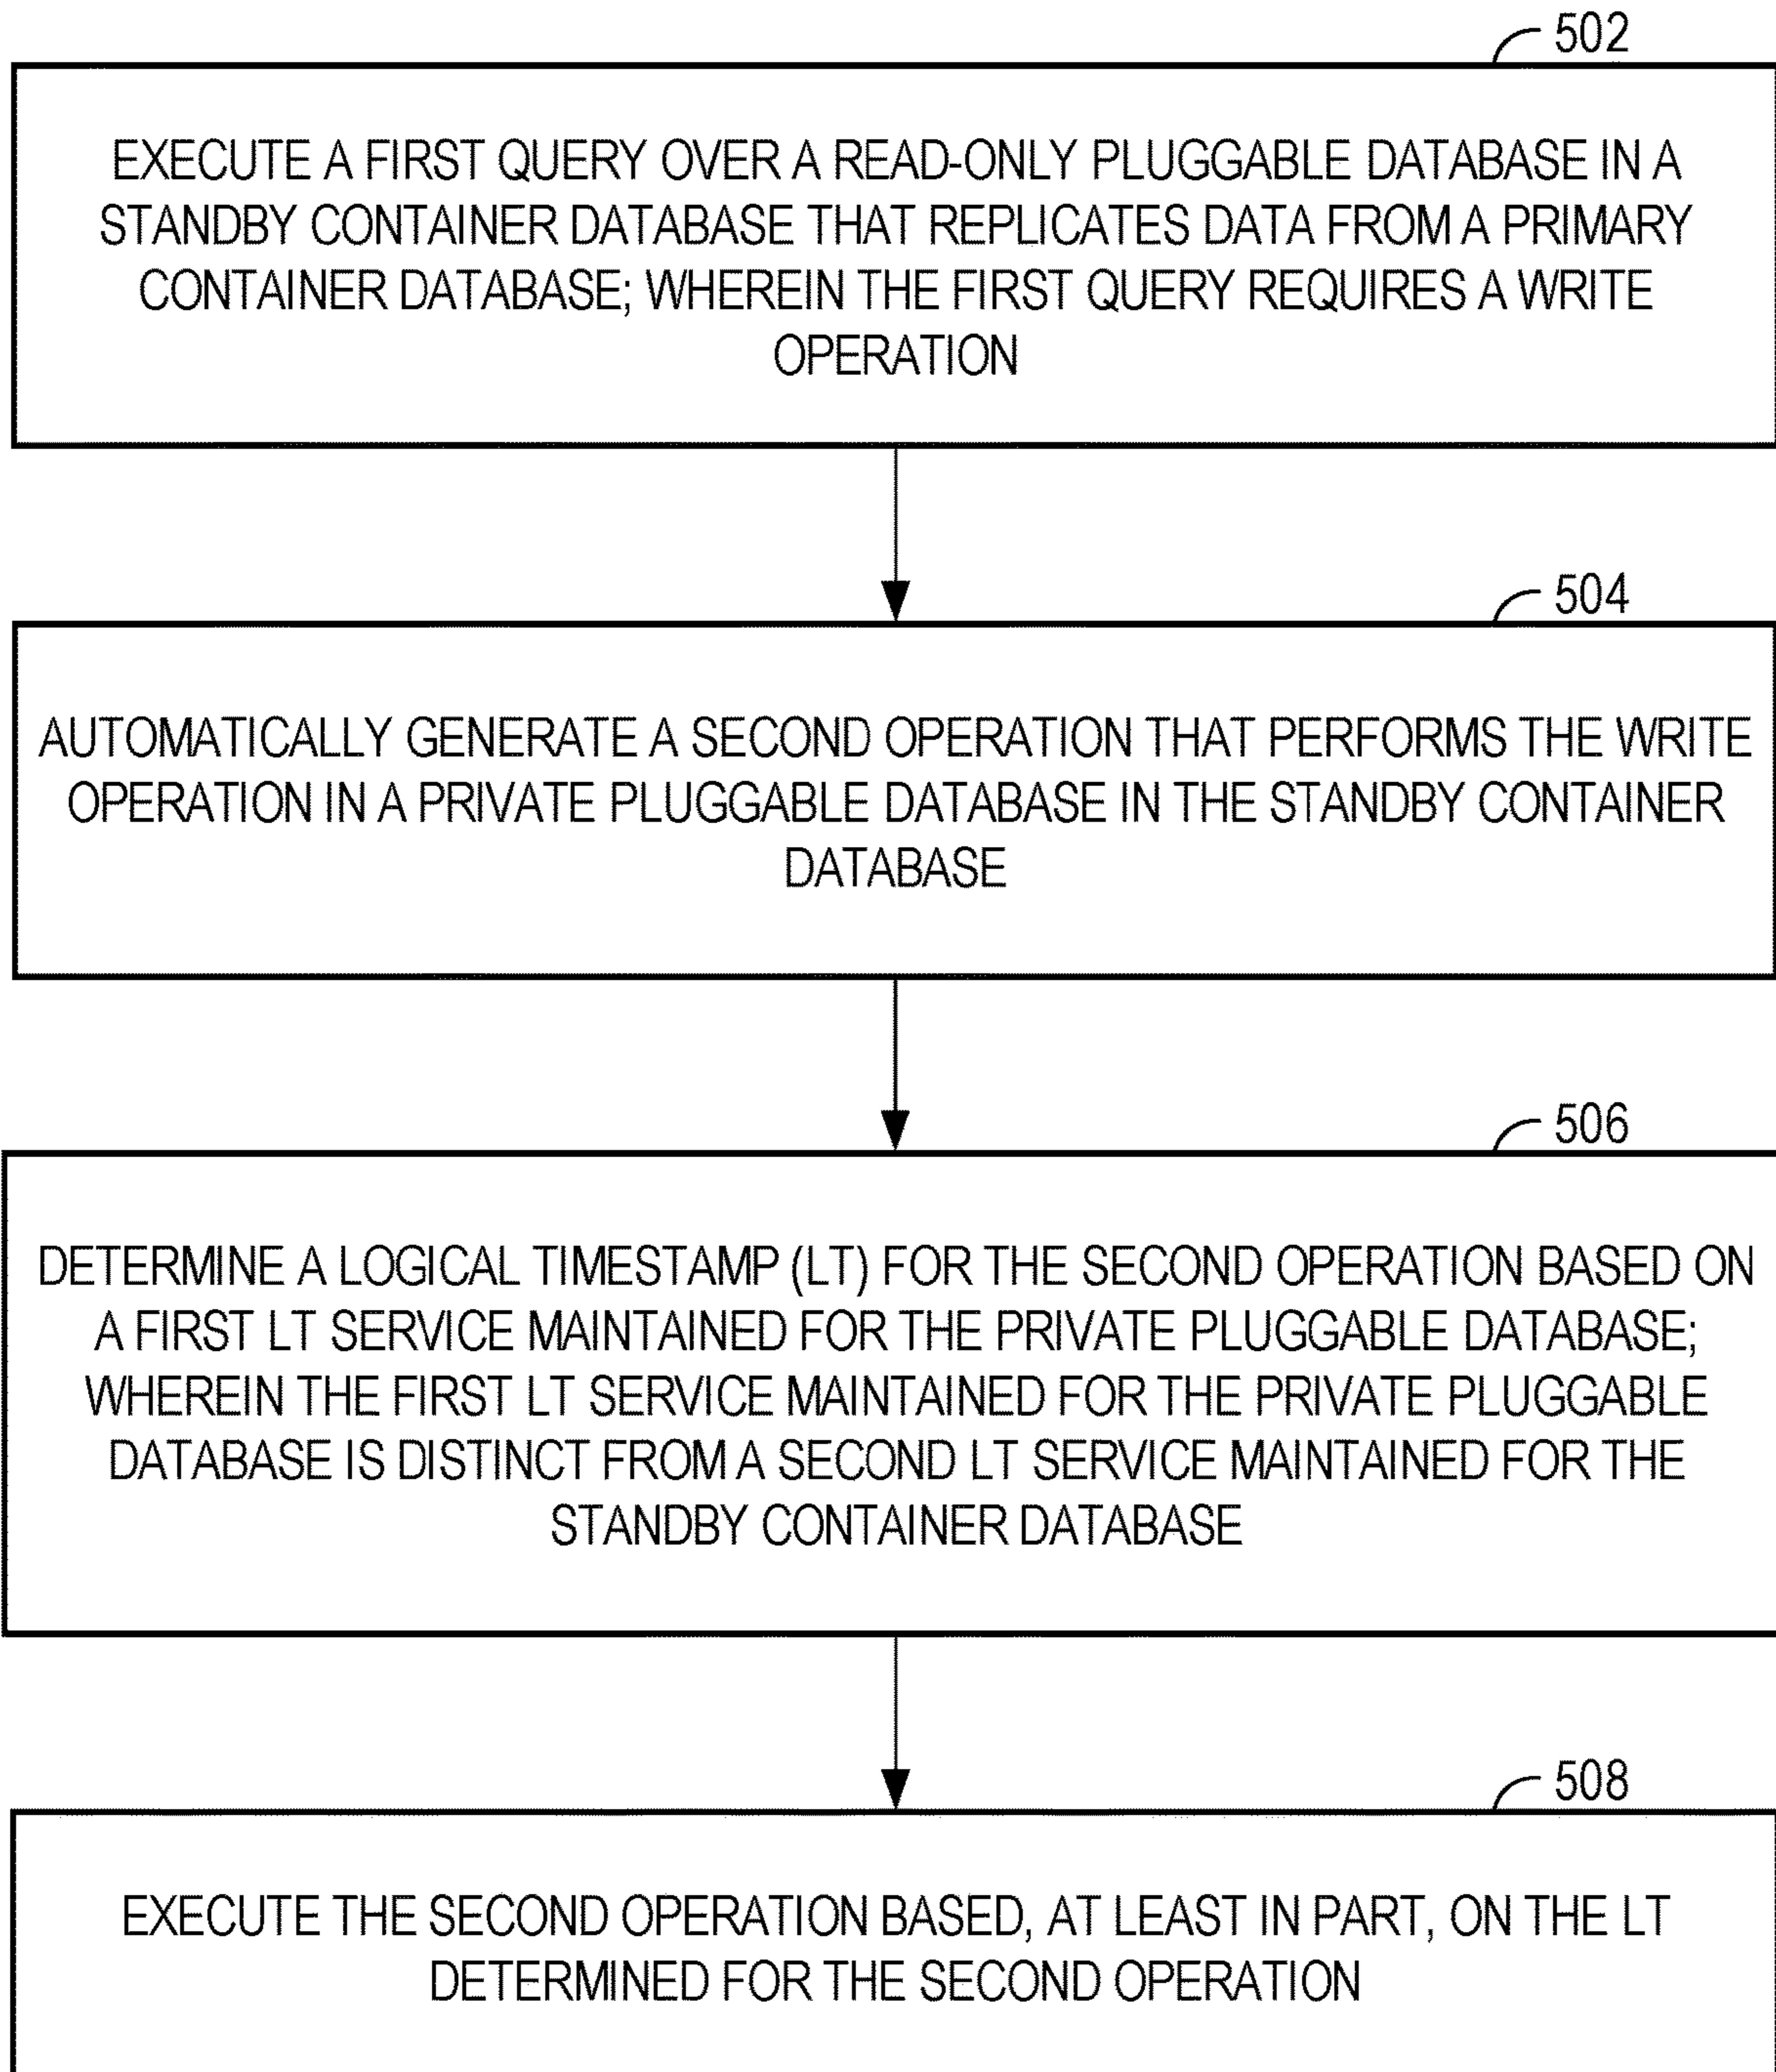 502
EXECUTE A FIRST QUERY OVER A READ-ONLY PLUGGABLE DATABASE IN A
STANDBY CONTAINER DATABASE THAT REPLICATES DATA FROM A PRIMARY
CONTAINER DATABASE; WHEREIN THE FIRST QUERY REQUIRES A WRITE
OPERATION
504
AUTOMATICALLY GENERATE A SECOND OPERATION THAT PERFORMS THE WRITE
OPERATION IN A PRIVATE PLUGGABLE DATABASE IN THE STANDBY CONTAINER
DATABASE
506
DETERMINE A LOGICAL TIMESTAMP (LT) FOR THE SECOND OPERATION BASED ON
A FIRST LT SERVICE MAINTAINED FOR THE PRIVATE PLUGGABLE DATABASE;
WHEREIN THE FIRST LT SERVICE MAINTAINED FOR THE PRIVATE PLUGGABLE
DATABASE IS DISTINCT FROM A SECOND LT SERVICE MAINTAINED FOR THE
STANDBY CONTAINER DATABASE
508
EXECUTE THE SECOND OPERATION BASED, AT LEAST IN PART, ON THE LT
DETERMINED FOR THE SECOND OPERATION